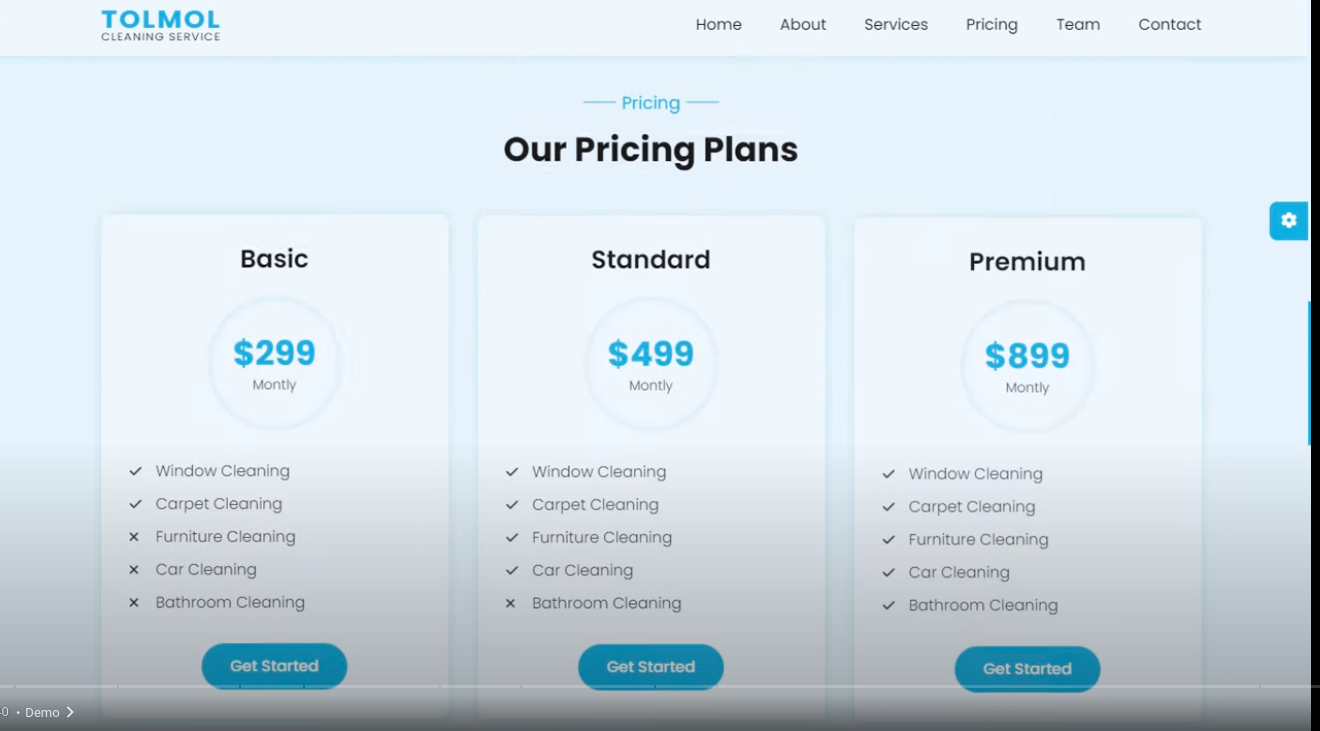 TOLMOL
CLEANING SERVICE
Home About Services Pricing Team Contact
Pricing
Our Pricing Plans
Basic
$299
Montly
Window Cleaning
Carpet Cleaning
Furniture Cleaning
Car Cleaning
Bathroom Cleaning
Get Started
Standard
$499
Montly
Window Cleaning
Carpet Cleaning
Furniture Cleaning
Car Cleaning
Bathroom Cleaning
Get Started
Premium
$899
Montly
Window Cleaning
Carpet Cleaning
Furniture Cleaning
Car Cleaning
Bathroom Cleaning
Get Started
• Demo